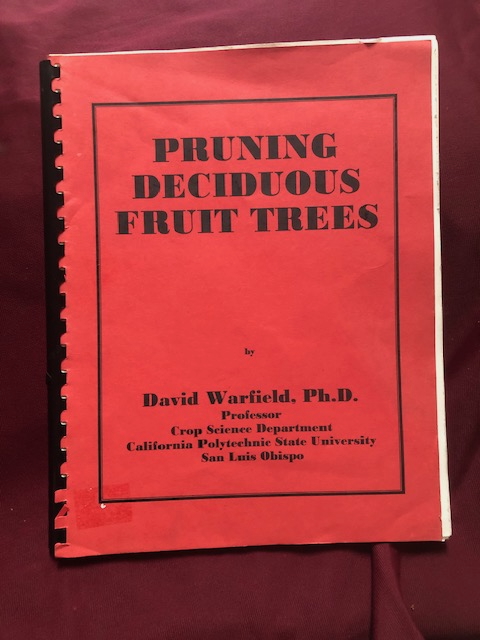 PRUNING
DECIDUOUS
FRUIT TREES
by
David Warfield, Ph.D.
Professor
Crop Science Department
California Polytechnic State University
San Luis Obispo